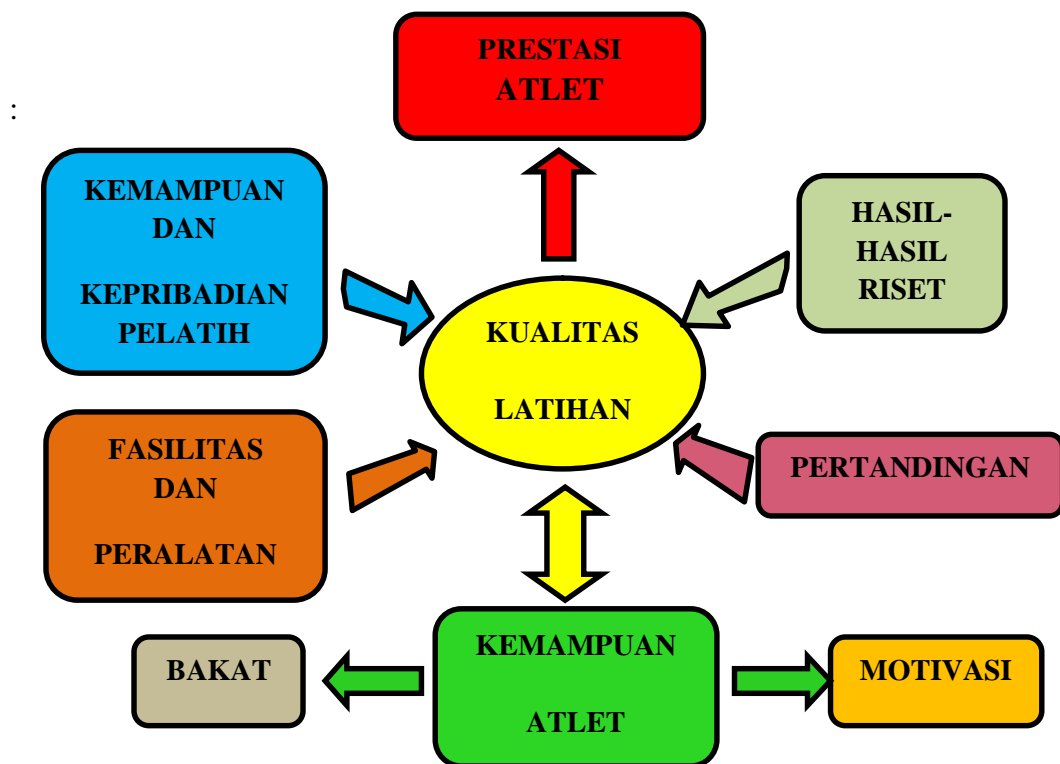 PRESTASI
ATLET
:
KEMAMPUAN
DAN
KEPRIBADIAN
PELATIH
HASIL-
HASIL
RISET
KUALITAS
LATIHAN
FASILITAS
DAN
PERALATAN
PERTANDINGAN
KEMAMPUAN
ATLET
BAKAT
MOTIVASI